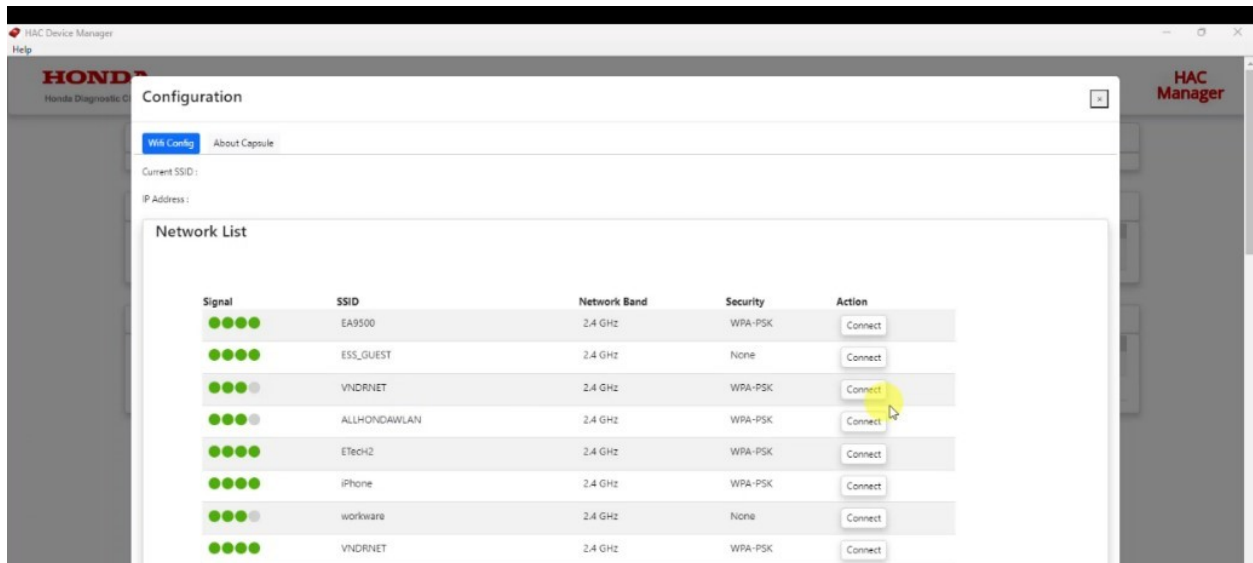 HAC Device Manager
Help
HONDA
HAC
Manager
Honda Diagnostic
Configuration
x
Wifi Config About Capsule
Current SSID :
IP Address :
Network List
Signal SSID Network Band Security Action
EA9500 2.4 GHz WPA-PSK Connect
ESS_GUEST 2.4 GHz None Connect
VNDRNET 2.4 GHz WPA-PSK Connect
ALLHONDAWLAN 2.4 GHz WPA-PSK Connect
ETecH2 2.4 GHz WPA-PSK Connect
iPhone 2.4 GHz WPA-PSK Connect
workware 2.4 GHz None Connect
VNDRNET 2.4 GHz WPA-PSK Connect